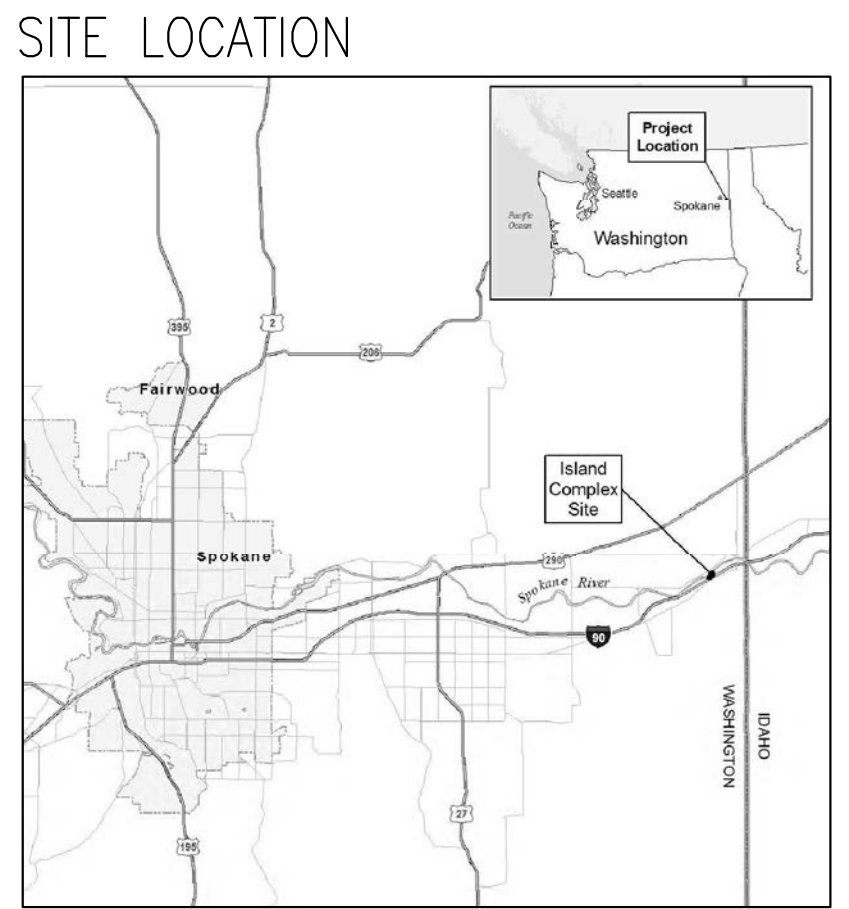 SITE LOCATION
Project
Location
Seattle
Spokane
Pacific
Ocean
Washington
395
2
206
Fairwood
Island
Complex
Site
Spokane
290
Spokane River
90
WASHINGTON
IDAHO
27
195